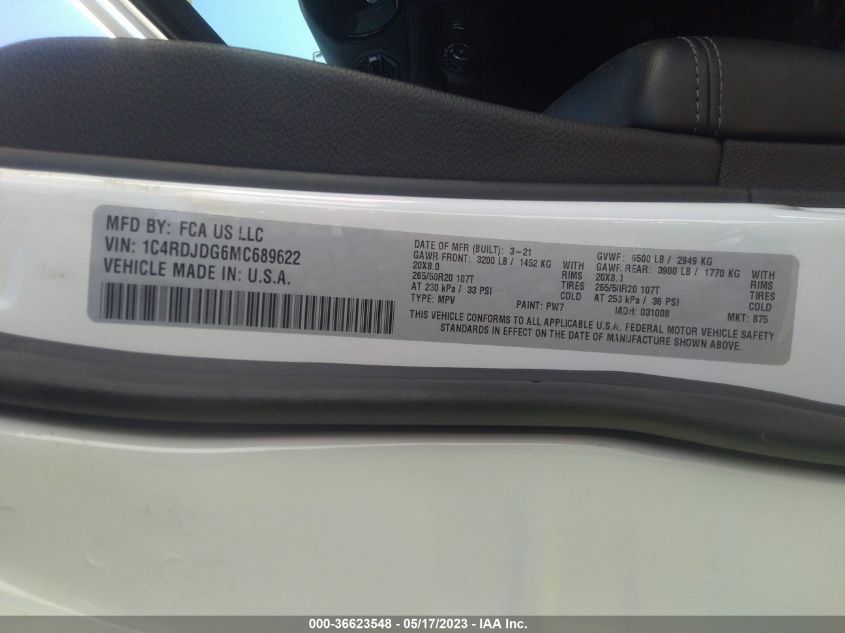 MFD BY: FCA US LLC
VIN: 1C4RDJDG6MC689622
VEHICLE MADE IN: U.S.A.
DATE OF MFR (BUILT): 3-21
GAWR FRONT: 3200 LB / 1452 KG WITH
20X8.0 RIMS
265/50R20 107T TIRES
AT 230 kPa / 33 PSI COLD
TYPE: MPV PAINT: PW7
GVWR: 6500 LB / 2949 KG
GAWR REAR: 3900 LB / 1770 KG WITH
20X8.0 RIMS
265/50R20 107T TIRES
AT 250 kPa / 36 PSI COLD
MDH: 031008 MKT: 875
THIS VEHICLE CONFORMS TO ALL APPLICABLE U.S.A. FEDERAL MOTOR VEHICLE SAFETY
STANDARDS IN EFFECT ON THE DATE OF MANUFACTURE SHOWN ABOVE.
000-36623548 - 05/17/2023 - IAA Inc.